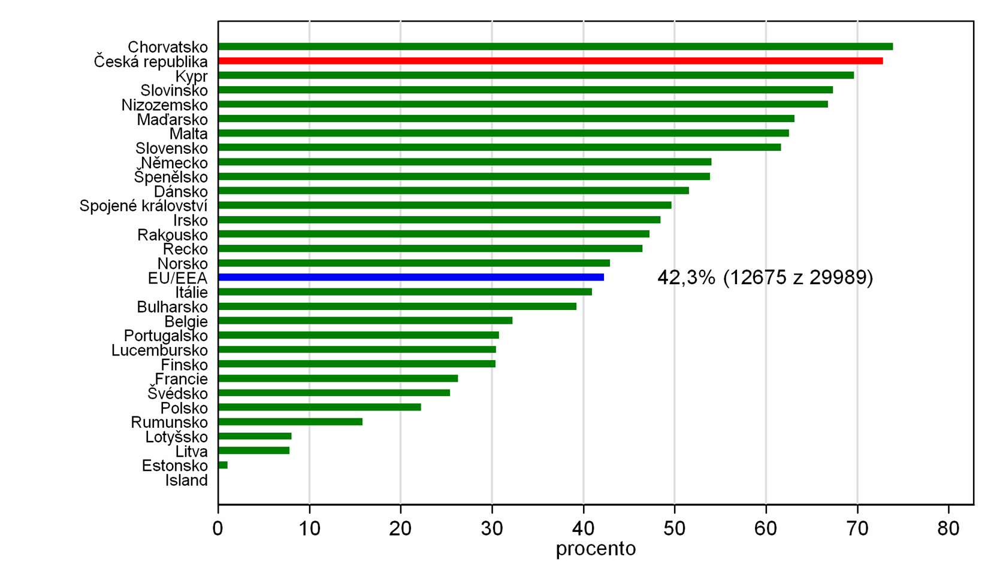 Chorvatsko
Česká republika
Kypr
Slovinsko
Nizozemsko
Maďarsko
Malta
Slovensko
Německo
Špenělsko
Dánsko
Spojené království
Irsko
Rakousko
Řecko
Norsko
EU/EEA 42,3% (12675 z 29989)
Itálie
Bulharsko
Belgie
Portugalsko
Lucembursko
Finsko
Francie
Švédsko
Polsko
Rumunsko
Lotyšsko
Litva
Estonsko
Island
0 10 20 30 40 50 60 70 80
procento